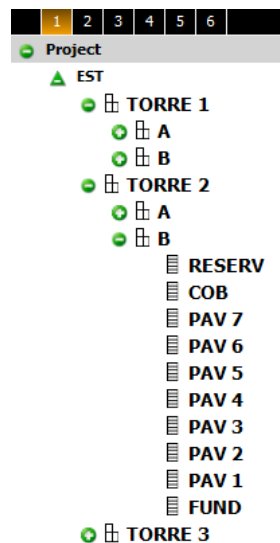 1 2 3 4 5 6
Project
EST
TORRE 1
A
B
TORRE 2
A
B
RESERV
COB
PAV 7
PAV 6
PAV 5
PAV 4
PAV 3
PAV 2
PAV 1
FUND
TORRE 3